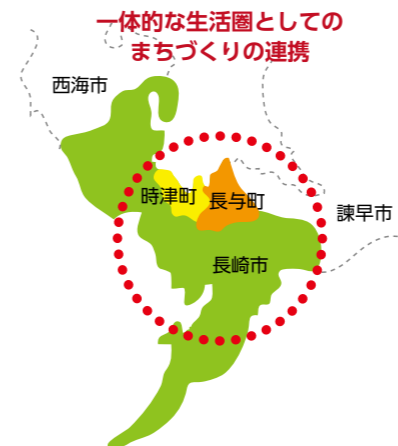 一体的な生活圏としての
まちづくりの連携
西海市
時津町
長与町
諫早市
長崎市